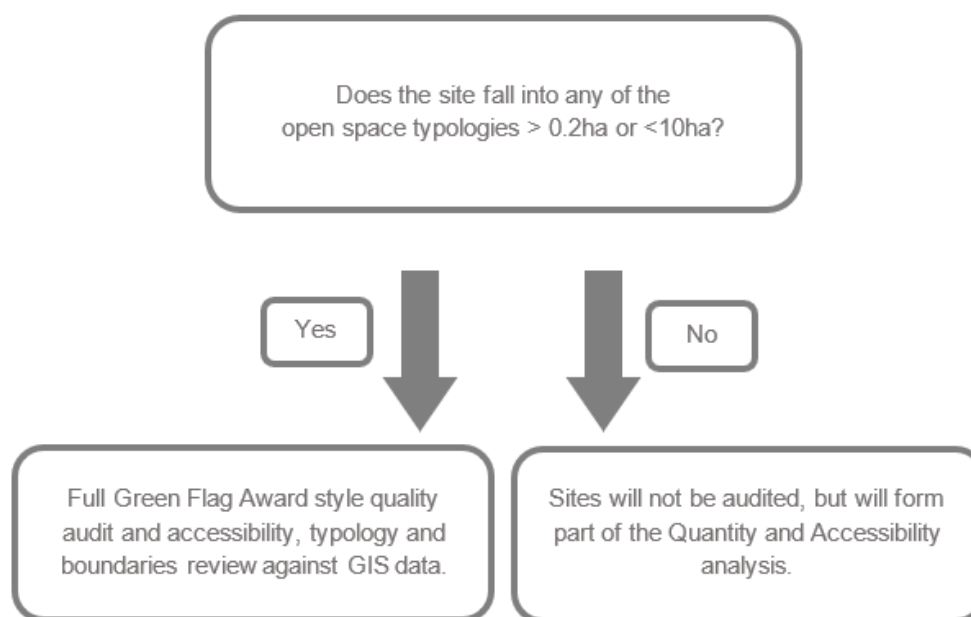 Does the site fall into any of the
open space typologies > 0.2ha or <10ha?
Yes
No
Full Green Flag Award style quality
audit and accessibility, typology and
boundaries review against GIS data.
Sites will not be audited, but will form
part of the Quantity and Accessibility
analysis.